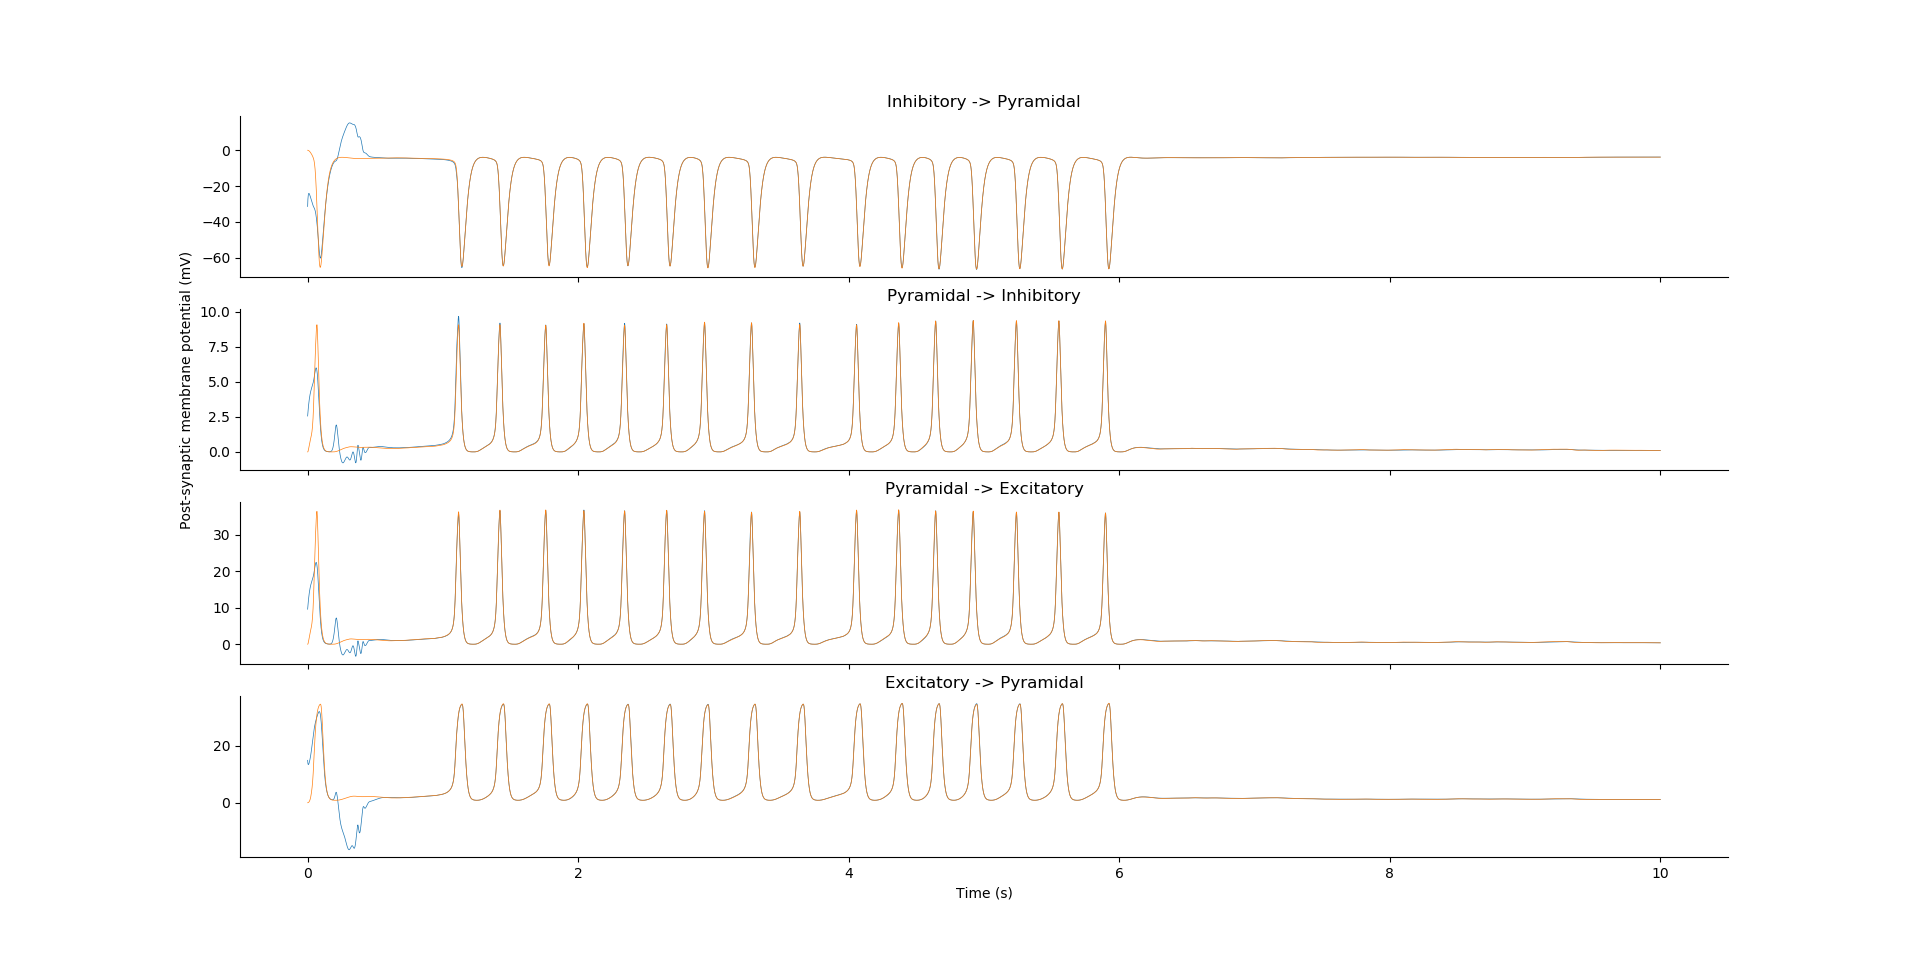 Inhibitory -> Pyramidal
0
−20
−40
−60
Pyramidal -> Inhibitory
10.0
7.5
5.0
2.5
0.0
Post-synaptic membrane potential (mV)
Pyramidal -> Excitatory
30
20
10
0
Excitatory -> Pyramidal
20
0
0 2 4 6 8 10
Time (s)